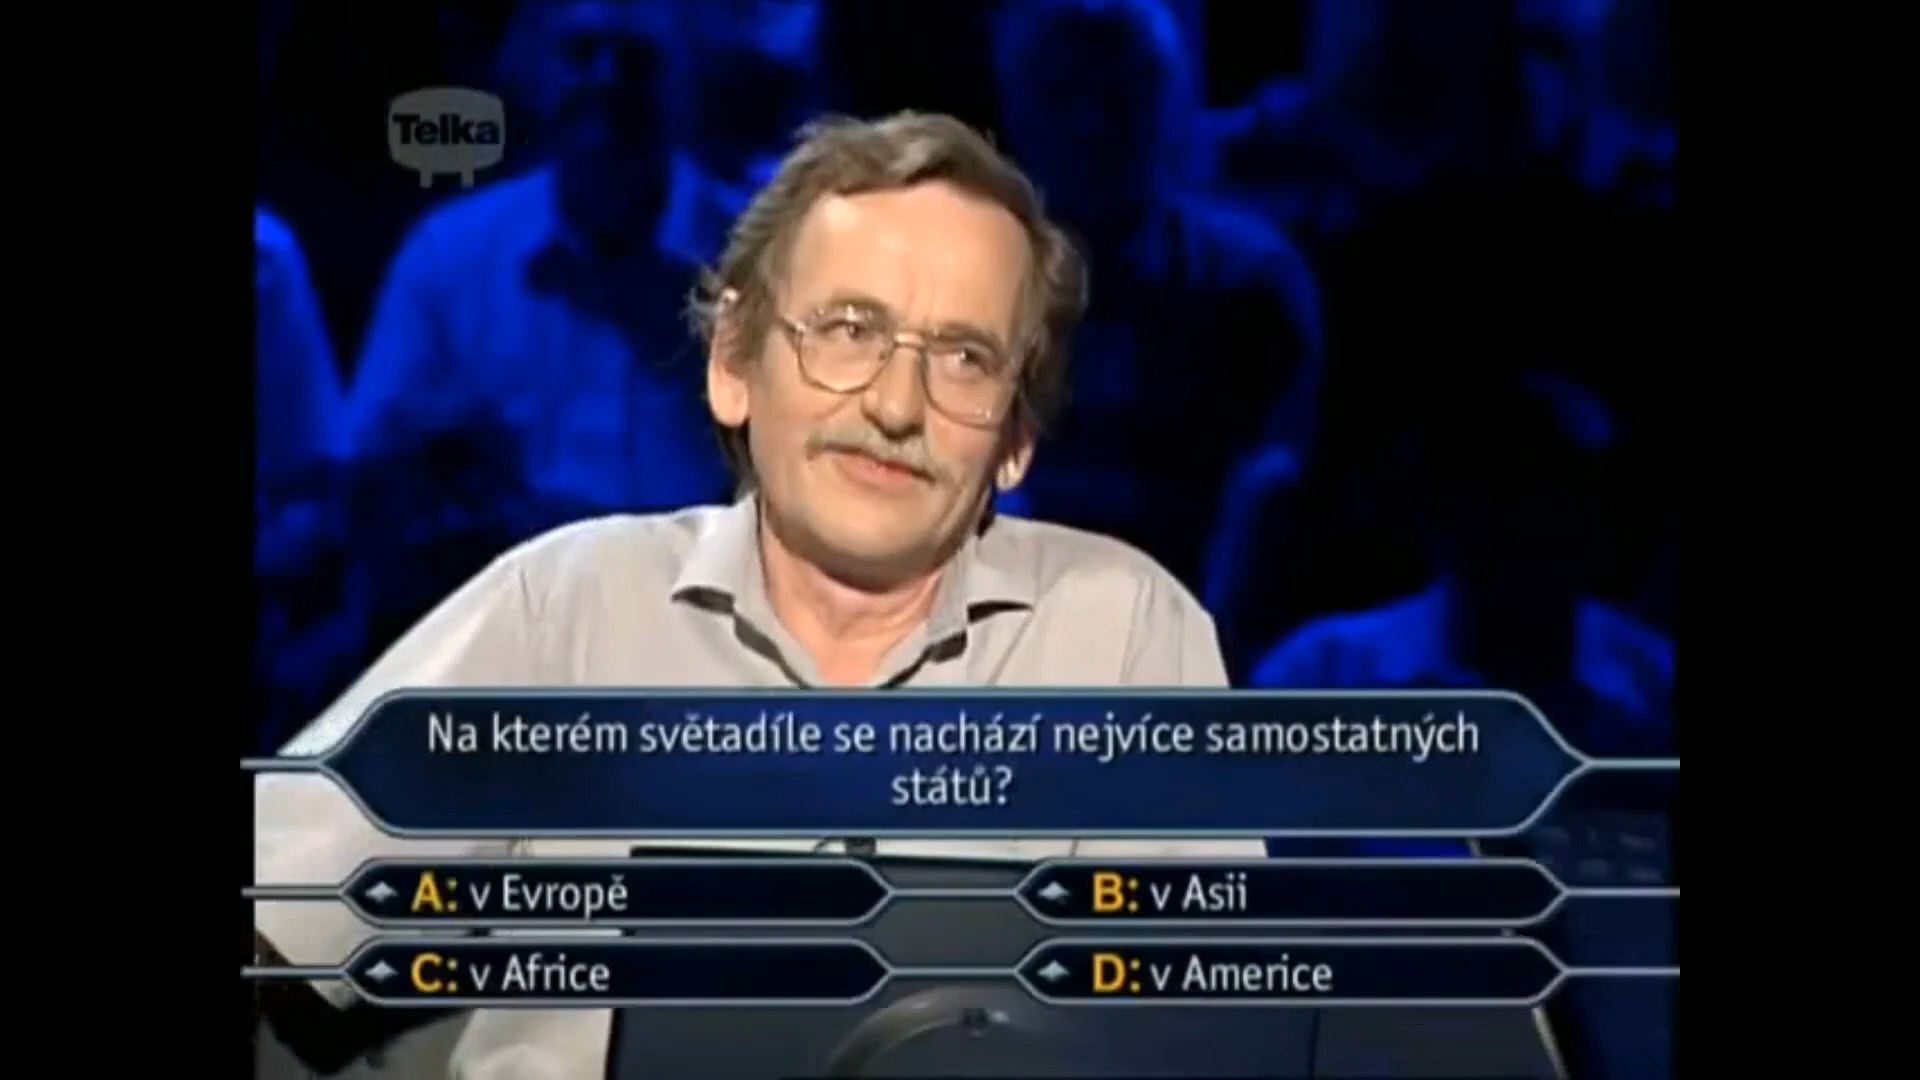 Telka
Na kterém světadíle se nachází nejvíce samostatných
států?
A: v Evropě
B: v Asii
C: v Africe
D: v Americe